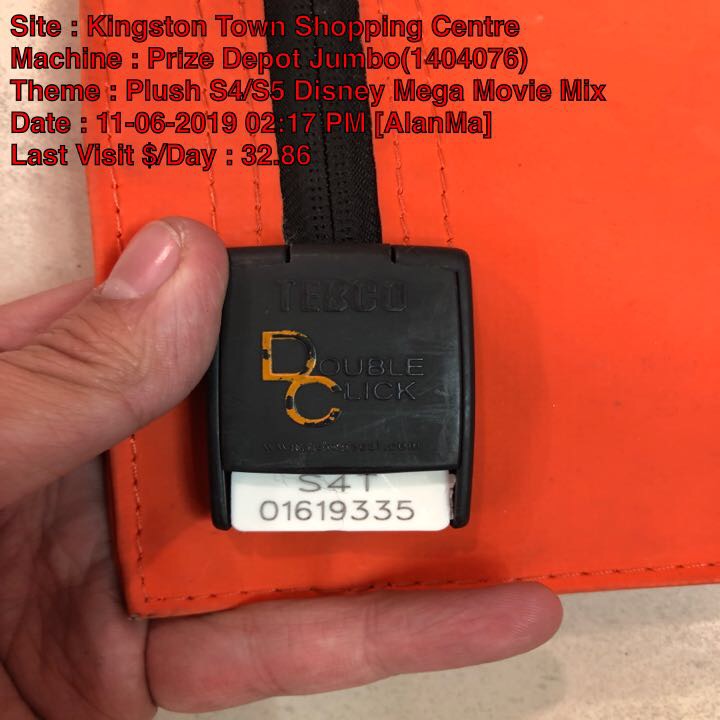 Site : Kingston Town Shopping Centre
Machine : Prize Depot Jumbo(1404076)
Theme : Plush S4/S5 Disney Mega Movie Mix
Date : 11-06-2019 02:17 PM [AlanMa]
Last Visit $/Day : 32.86
DOUBLE
CLICK
S4T
01619335